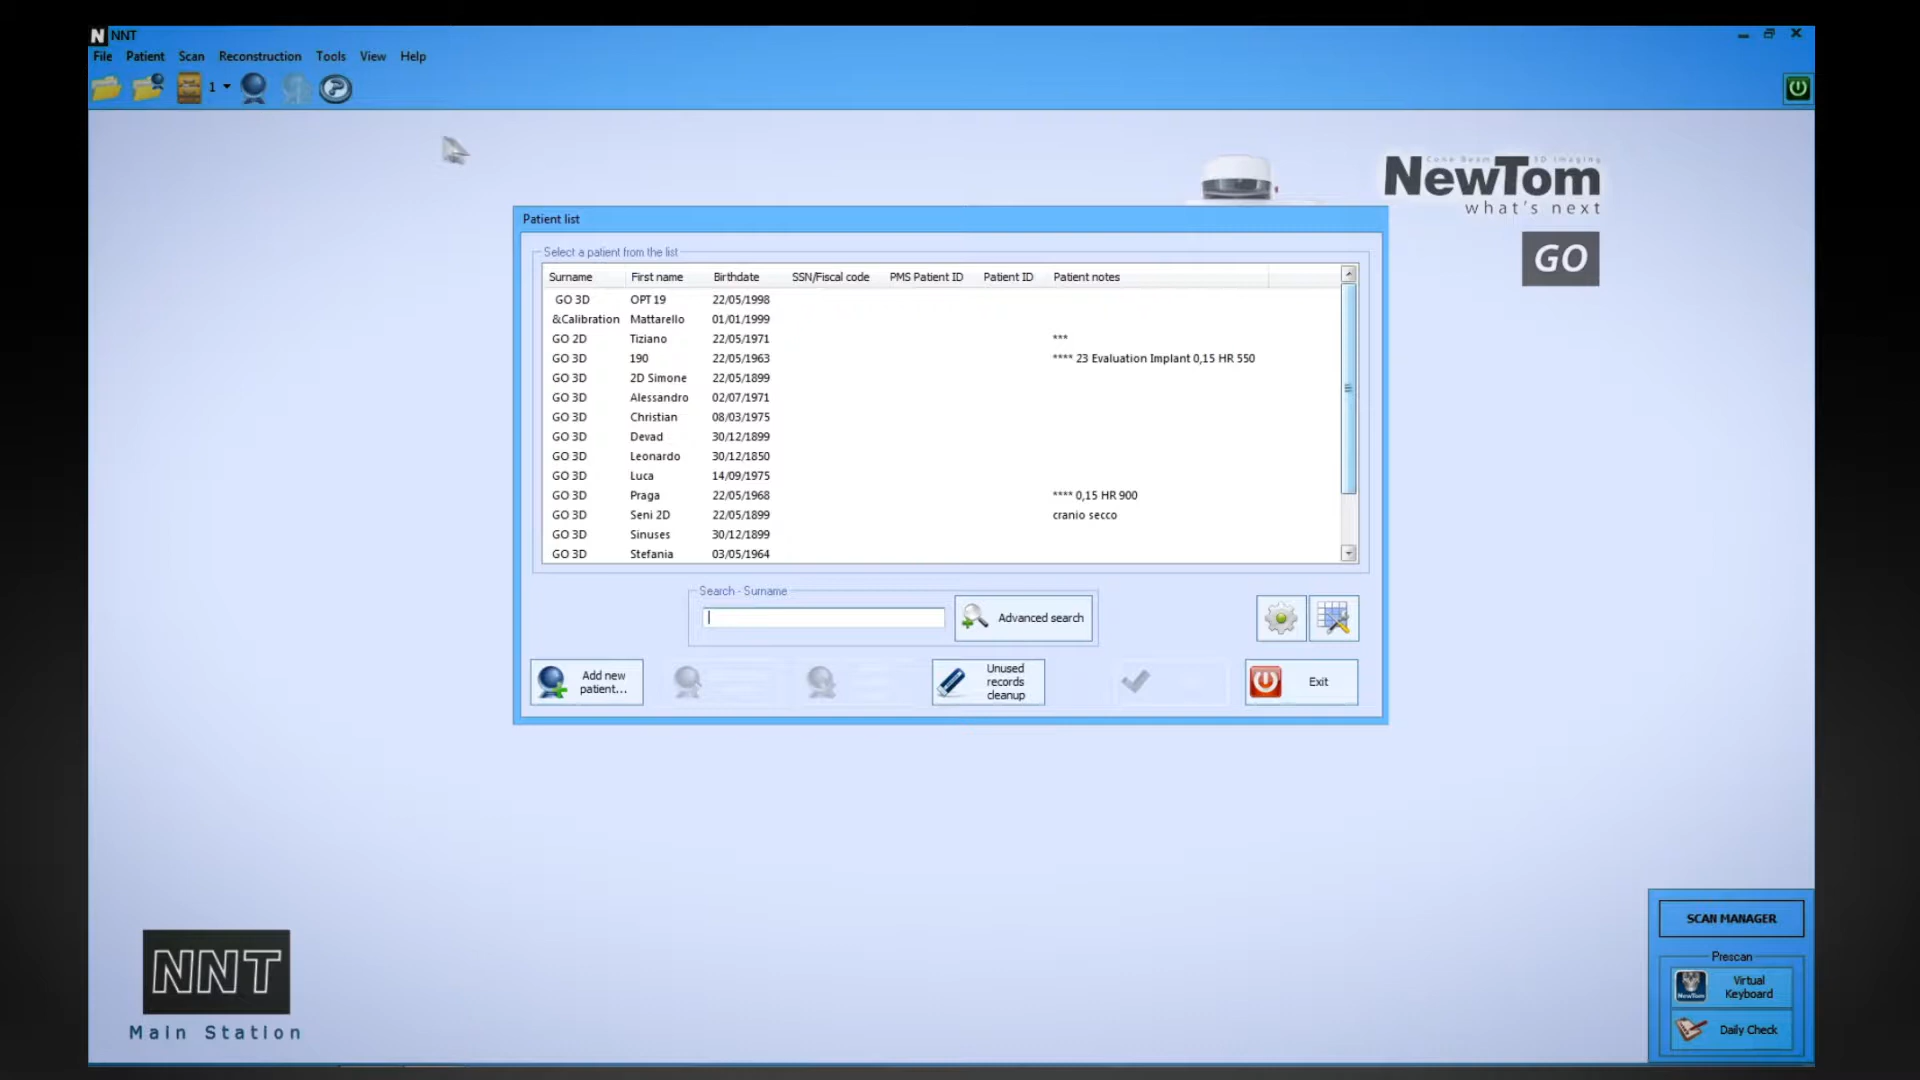 NNT
File Patient Scan Reconstruction Tools View Help
1
Cone Beam 3D Imaging
NewTom
what's next
GO
Patient list
Select a patient from the list
Surname First name Birthdate SSN/Fiscal code PMS Patient ID Patient ID Patient notes
GO 3D OPT 19 22/05/1998
&Calibration Mattarello 01/01/1999
GO 2D Tiziano 22/05/1971 ***
GO 3D 190 22/05/1963 **** 23 Evaluation Implant 0,15 HR 550
GO 3D 2D Simone 22/05/1899
GO 3D Alessandro 02/07/1971
GO 3D Christian 08/03/1975
GO 3D Devad 30/12/1899
GO 3D Leonardo 30/12/1850
GO 3D Luca 14/09/1975
GO 3D Praga 22/05/1968 **** 0,15 HR 900
GO 3D Seni 2D 22/05/1899 cranio secco
GO 3D Sinuses 30/12/1899
GO 3D Stefania 03/05/1964
Search - Surname
Advanced search
Add new
patient...
Unused
records
cleanup
Exit
SCAN MANAGER
Prescan
NewTom
Virtual
Keyboard
Daily Check
NNT
Main Station